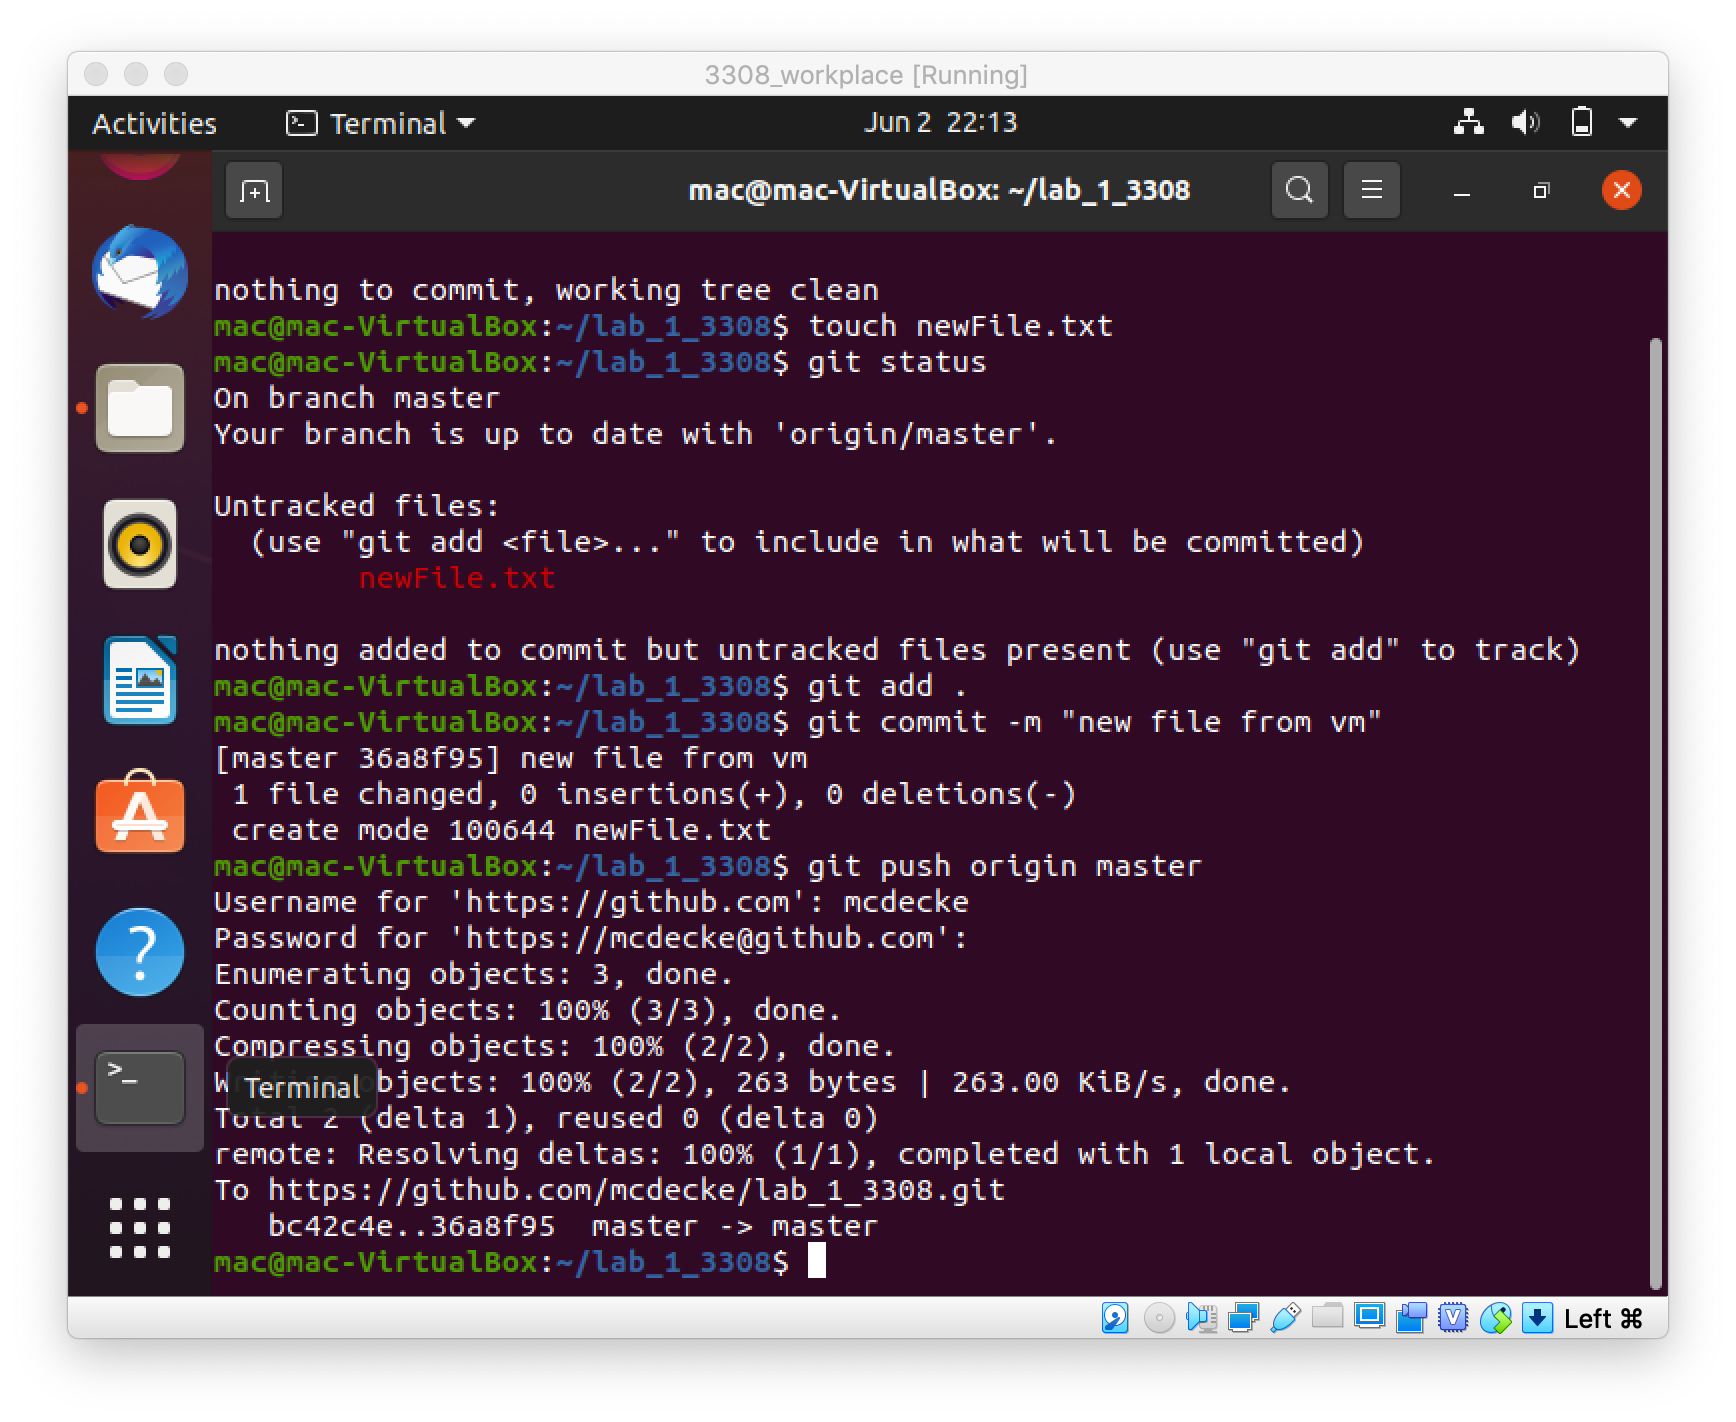 3308_workplace [Running]
Activities Terminal Jun 2 22:13
mac@mac-VirtualBox: ~/lab_1_3308
nothing to commit, working tree clean
mac@mac-VirtualBox:~/lab_1_3308$ touch newFile.txt
mac@mac-VirtualBox:~/lab_1_3308$ git status
On branch master
Your branch is up to date with 'origin/master'.
Untracked files:
  (use "git add <file>..." to include in what will be committed)
        newFile.txt
nothing added to commit but untracked files present (use "git add" to track)
mac@mac-VirtualBox:~/lab_1_3308$ git add .
mac@mac-VirtualBox:~/lab_1_3308$ git commit -m "new file from vm"
[master 36a8f95] new file from vm
 1 file changed, 0 insertions(+), 0 deletions(-)
 create mode 100644 newFile.txt
mac@mac-VirtualBox:~/lab_1_3308$ git push origin master
Username for 'https://github.com': mcdecke
Password for 'https://mcdecke@github.com':
Enumerating objects: 3, done.
Counting objects: 100% (3/3), done.
Compressing objects: 100% (2/2), done.
Terminal
objects: 100% (2/2), 263 bytes | 263.00 KiB/s, done.
Total 2 (delta 1), reused 0 (delta 0)
remote: Resolving deltas: 100% (1/1), completed with 1 local object.
To https://github.com/mcdecke/lab_1_3308.git
   bc42c4e..36a8f95  master -> master
mac@mac-VirtualBox:~/lab_1_3308$
Left ⌘